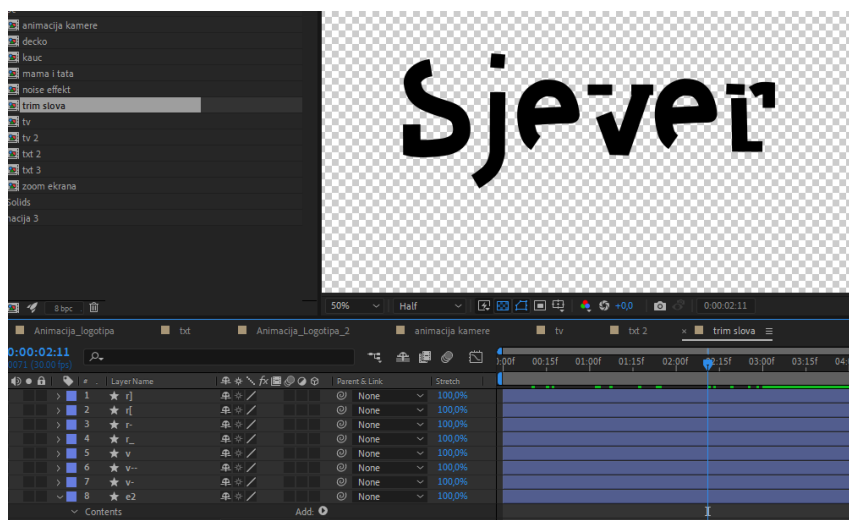 animacija kamere
decko
kauc
mama i tata
noise effekt
trim slova
tv
tv 2
txt 2
txt 3
zoom ekrana
Solids
nacija 3
Sjever
8 bpc
50%
Half
+0,0
0:00:02:11
Animacija_logotipa
txt
Animacija_Logotipa_2
animacija kamere
tv
txt 2
× trim slova
0:00:02:11
0071 (30.00 fps)
:00f 00:15f 01:00f 01:15f 02:00f 02:15f 03:00f 03:15f 04:
# Layer Name fx Parent & Link Stretch
1 r] None 100,0%
2 r[ None 100,0%
3 r- None 100,0%
4 r_ None 100,0%
5 v None 100,0%
6 v-- None 100,0%
7 v- None 100,0%
8 e2 None 100,0%
Contents Add: